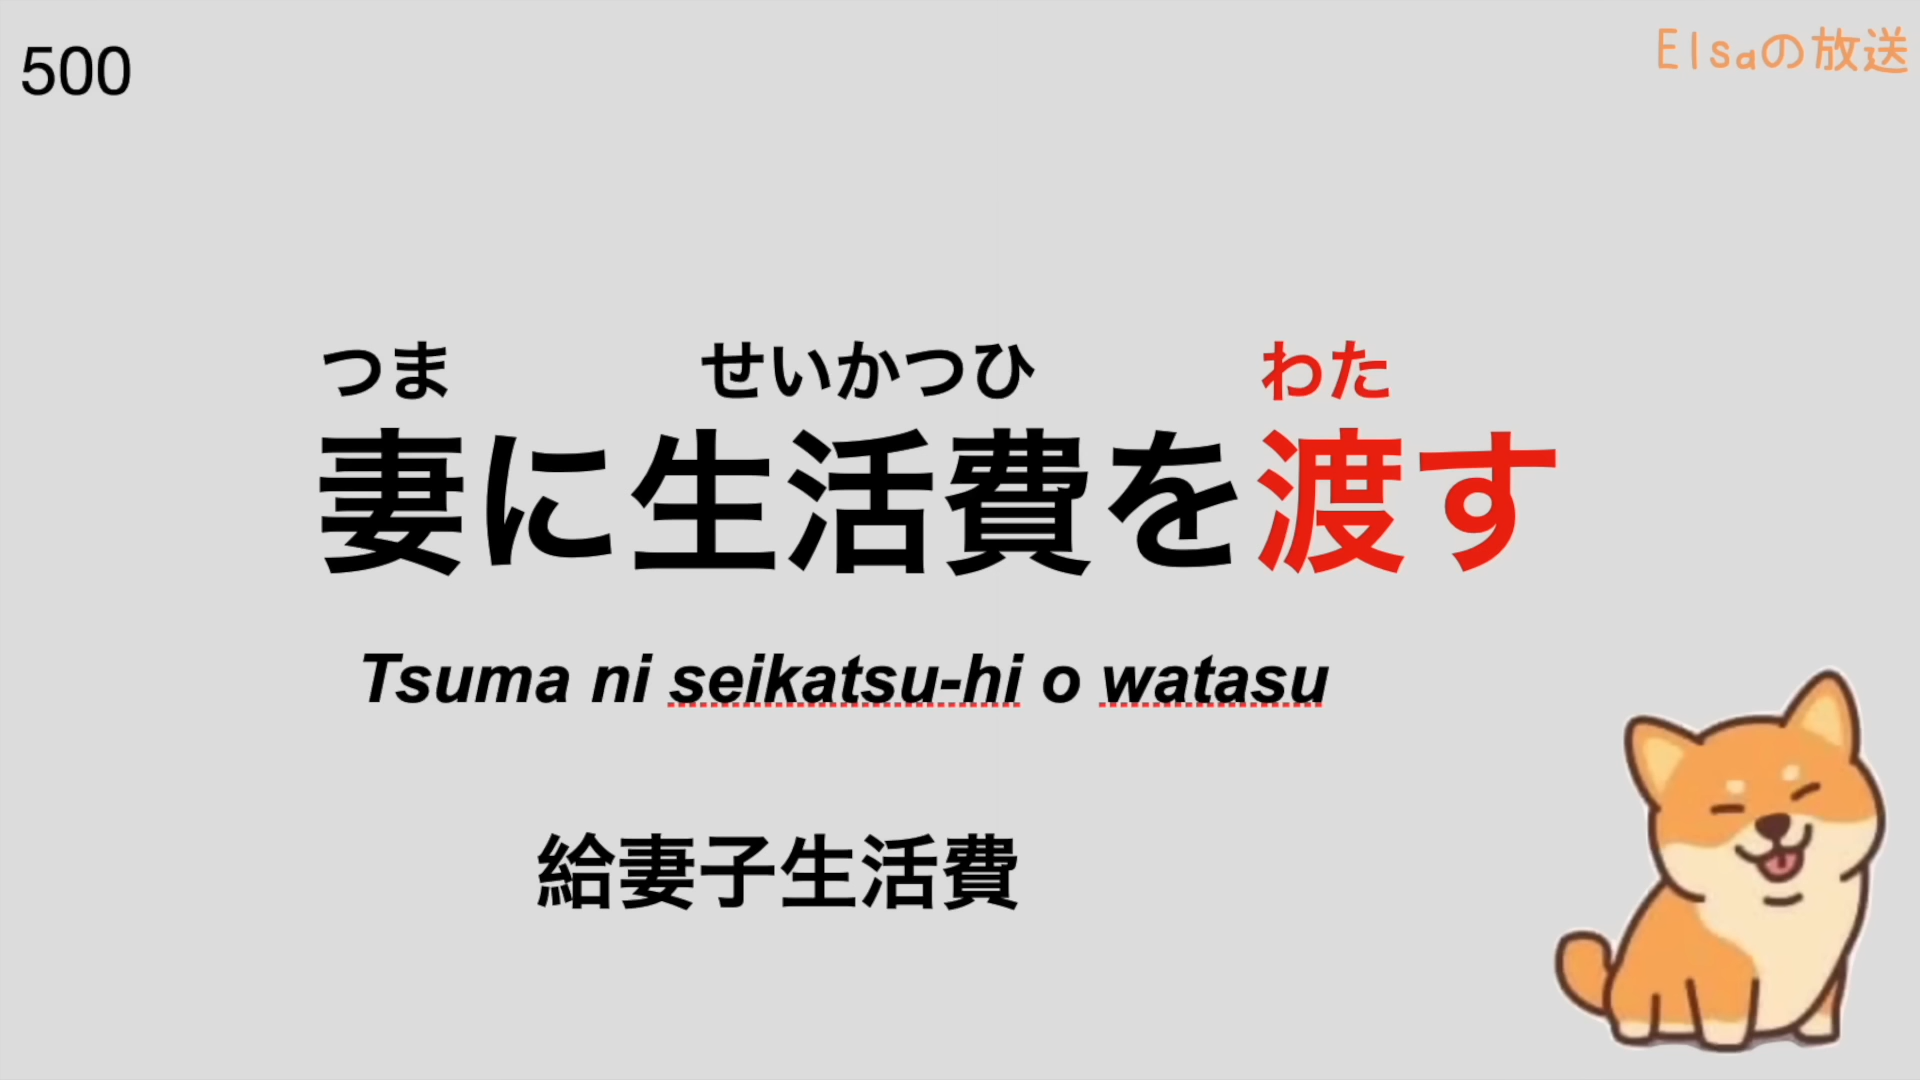 500
Elsaの放送
つま せいかつひ わた
妻に生活費を渡す
Tsuma ni seikatsu-hi o watasu
給妻子生活費